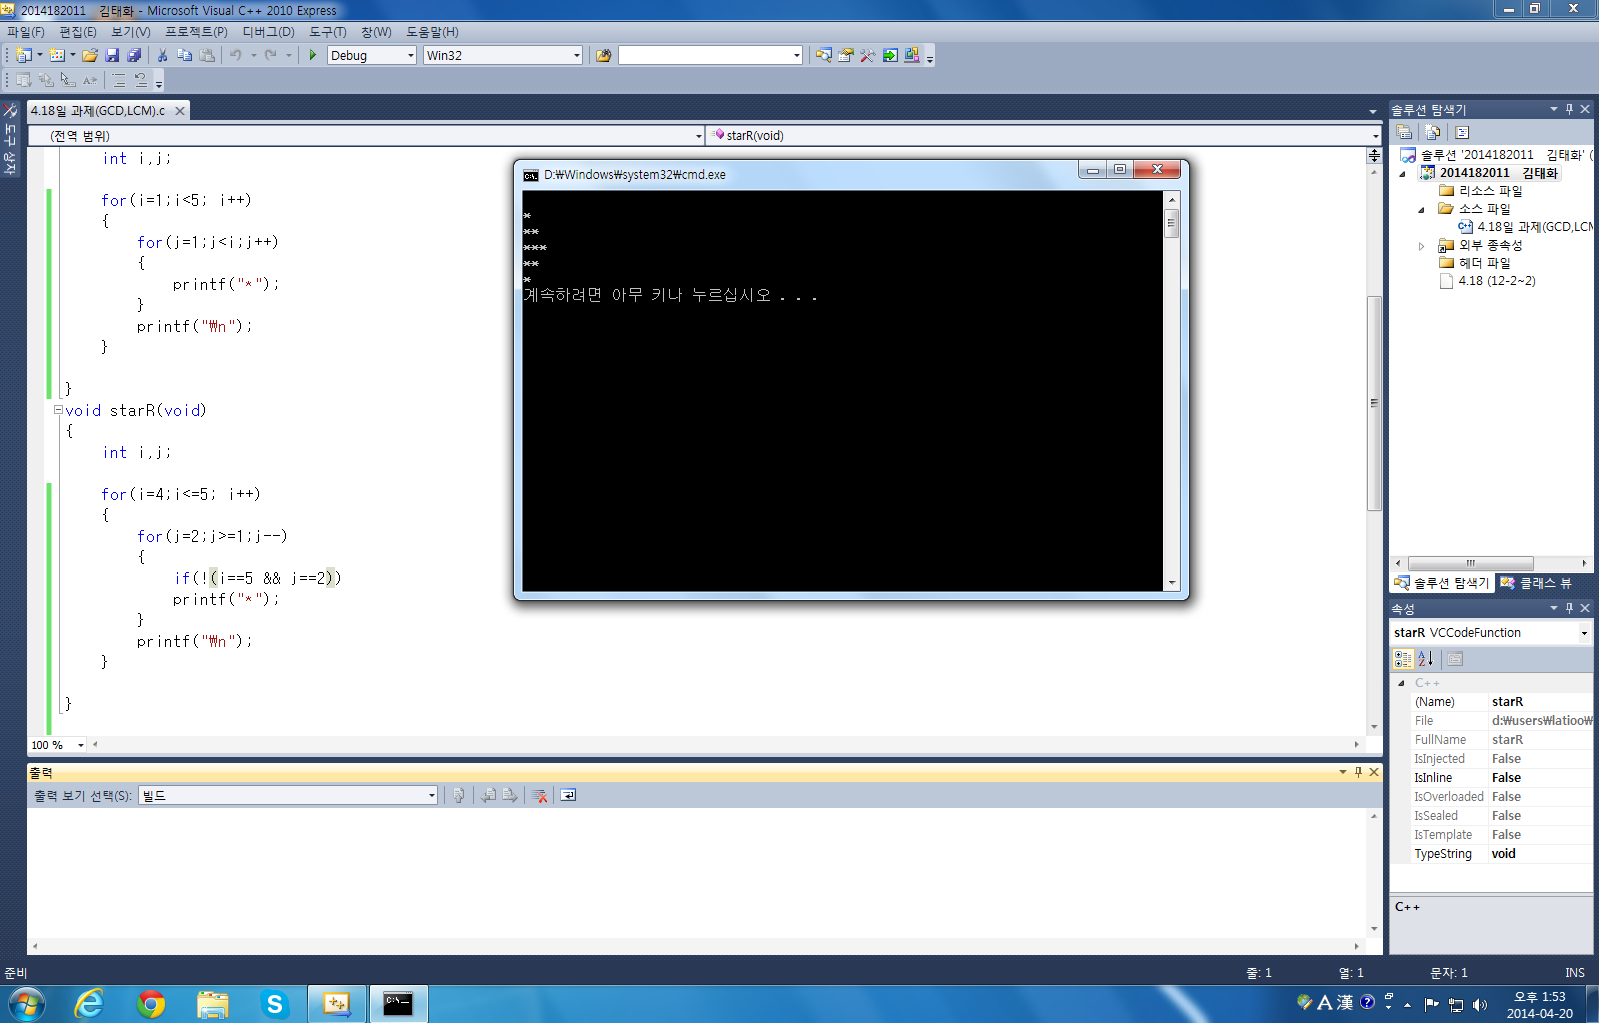 2014182011 김태화 - Microsoft Visual C++ 2010 Express
파일(F) 편집(E) 보기(V) 프로젝트(P) 디버그(D) 도구(T) 창(W) 도움말(H)
Debug Win32
4.18일 과제(GCD,LCM).c
도구 상자
(전역 범위) starR(void)
int i,j;
for(i=1;i<5; i++)
{
for(j=1;j<i;j++)
{
printf("*");
}
printf("₩n");
}
}
void starR(void)
{
int i,j;
for(i=4;i<=5; i++)
{
for(j=2;j>=1;j--)
{
if(!(i==5 && j==2))
printf("*");
}
printf("₩n");
}
}
100 %
D:₩Windows₩system32₩cmd.exe
*
**
***
**
*
계속하려면 아무 키나 누르십시오 . . .
솔루션 탐색기
솔루션 '2014182011 김태화' (
2014182011 김태화
리소스 파일
소스 파일
4.18일 과제(GCD,LCM
외부 종속성
헤더 파일
4.18 (12-2~2)
솔루션 탐색기 클래스 뷰
속성
starR VCCodeFunction
C++
(Name) starR
File d:₩users₩latioo₩
FullName starR
IsInjected False
IsInline False
IsOverloaded False
IsSealed False
IsTemplate False
TypeString void
C++
출력
출력 보기 선택(S): 빌드
준비 줄: 1 열: 1 문자: 1 INS
A 漢
오후 1:53
2014-04-20